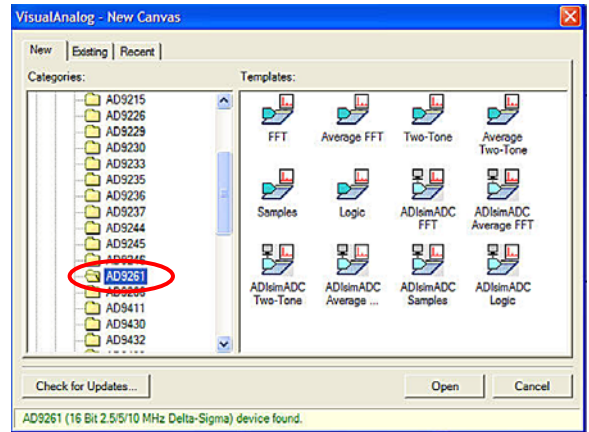 VisualAnalog - New Canvas
New
Existing
Recent
Categories:
Templates:
AD9215
AD9226
AD9229
AD9230
AD9233
AD9235
AD9236
AD9237
AD9244
AD9245
AD9261
AD9411
AD9430
AD9432
FFT
Average FFT
Two-Tone
Average
Two-Tone
Samples
Logic
ADIsimADC
FFT
ADIsimADC
Average FFT
ADIsimADC
Two-Tone
ADIsimADC
Average ...
ADIsimADC
Samples
ADIsimADC
Logic
Check for Updates...
Open
Cancel
AD9261 (16 Bit 2.5/5/10 MHz Delta-Sigma) device found.